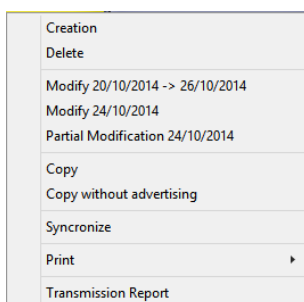 Creation
Delete
Modify 20/10/2014 -> 26/10/2014
Modify 24/10/2014
Partial Modification 24/10/2014
Copy
Copy without advertising
Syncronize
Print
Transmission Report